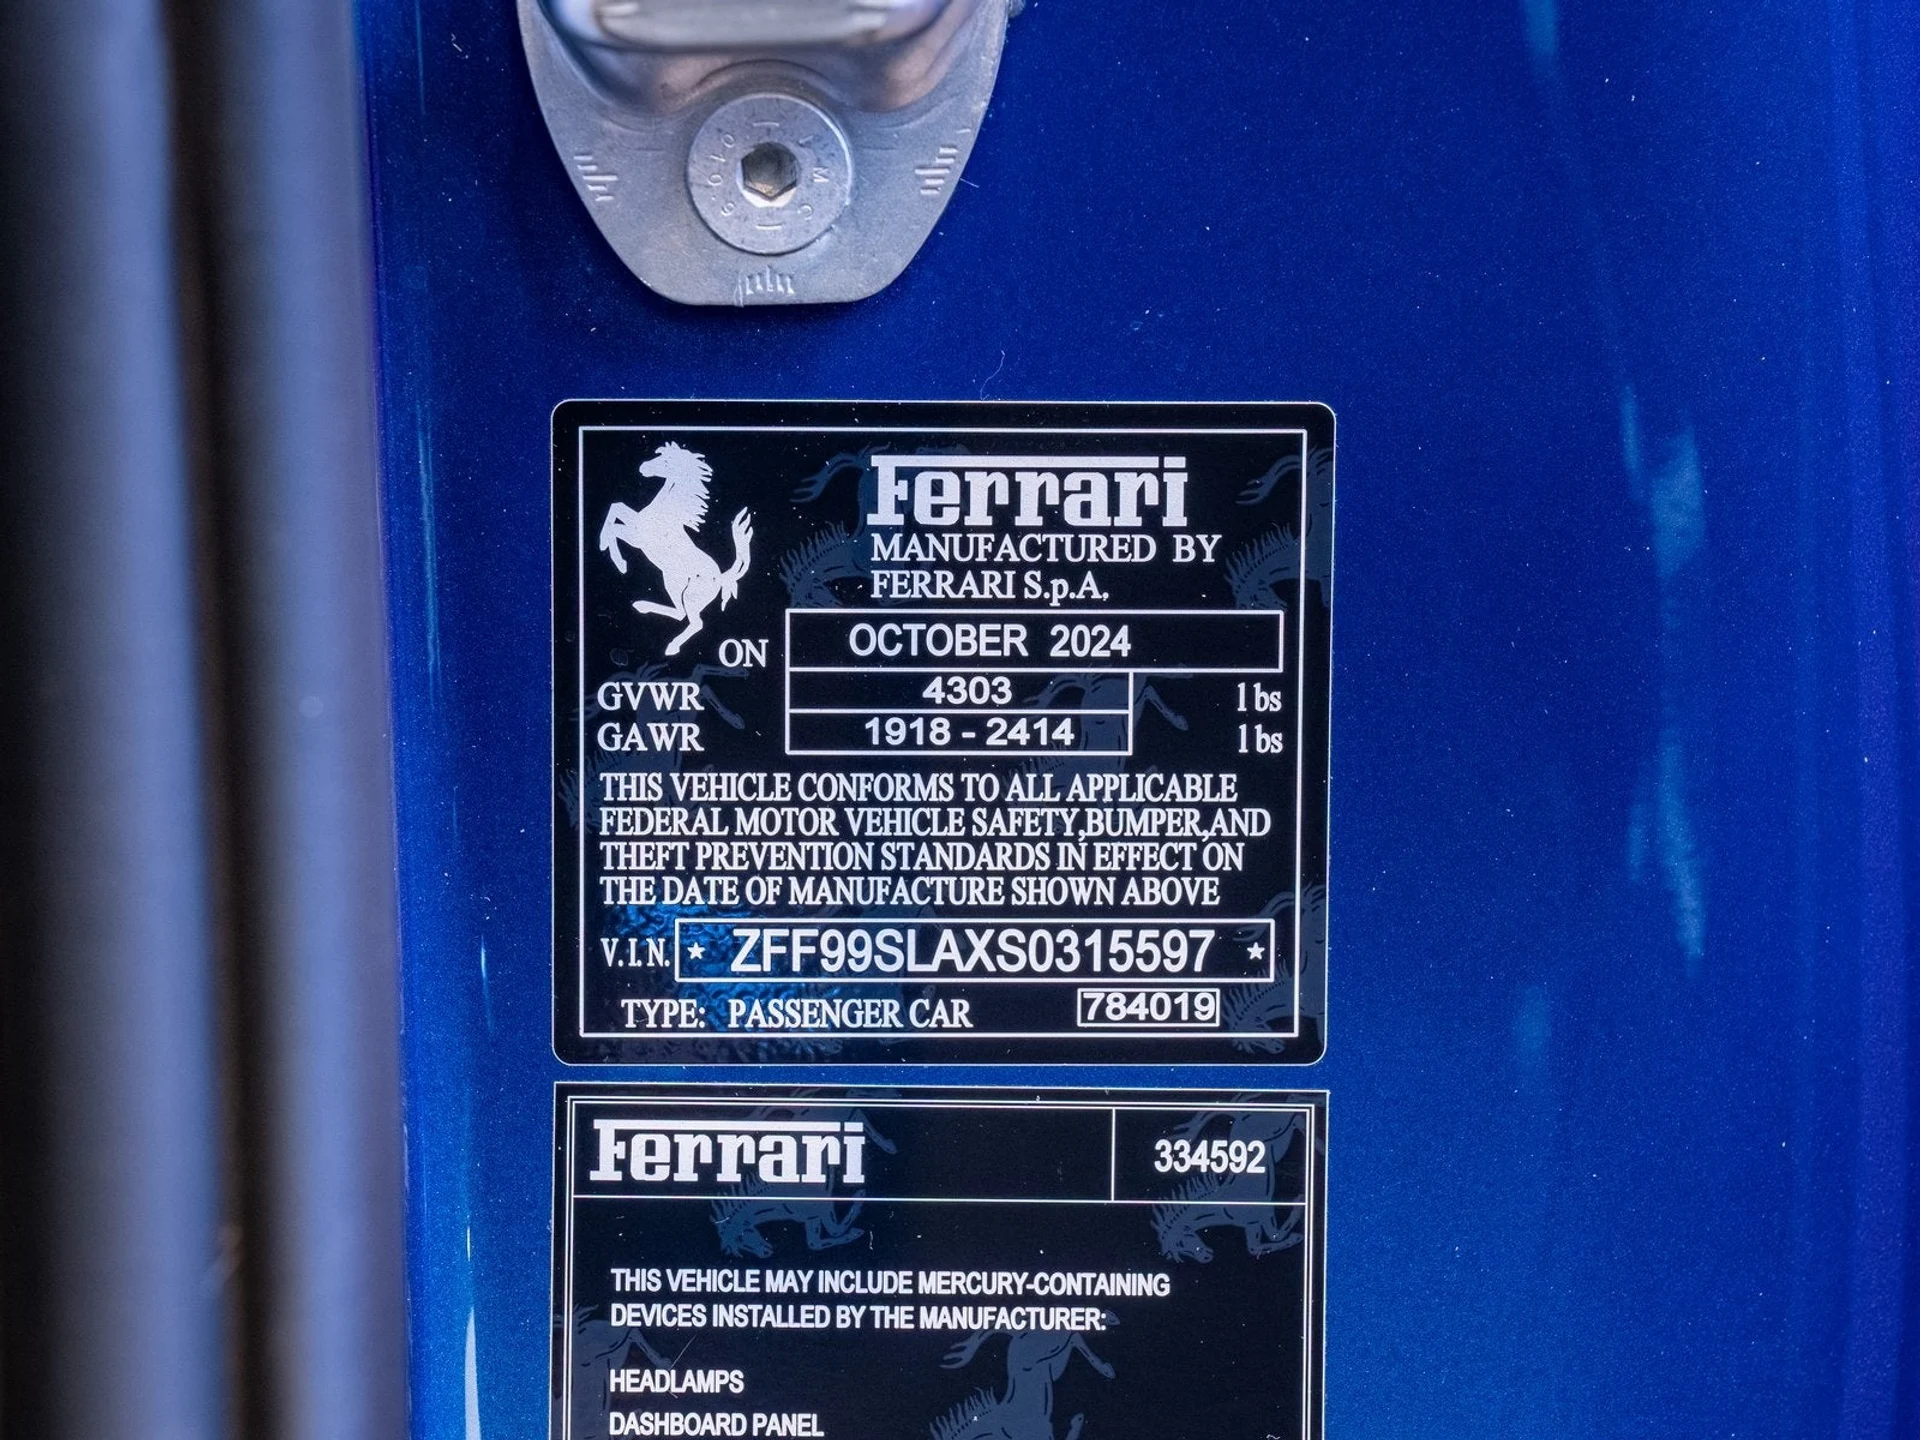 Ferrari
MANUFACTURED BY
FERRARI S.p.A.
ON OCTOBER 2024
GVWR 4303 lbs
GAWR 1918 - 2414 lbs
THIS VEHICLE CONFORMS TO ALL APPLICABLE
FEDERAL MOTOR VEHICLE SAFETY,BUMPER,AND
THEFT PREVENTION STANDARDS IN EFFECT ON
THE DATE OF MANUFACTURE SHOWN ABOVE
V.I.N. ★ ZFF99SLAXS0315597 ★
TYPE: PASSENGER CAR 784019
Ferrari 334592
THIS VEHICLE MAY INCLUDE MERCURY-CONTAINING
DEVICES INSTALLED BY THE MANUFACTURER:
HEADLAMPS
DASHBOARD PANEL